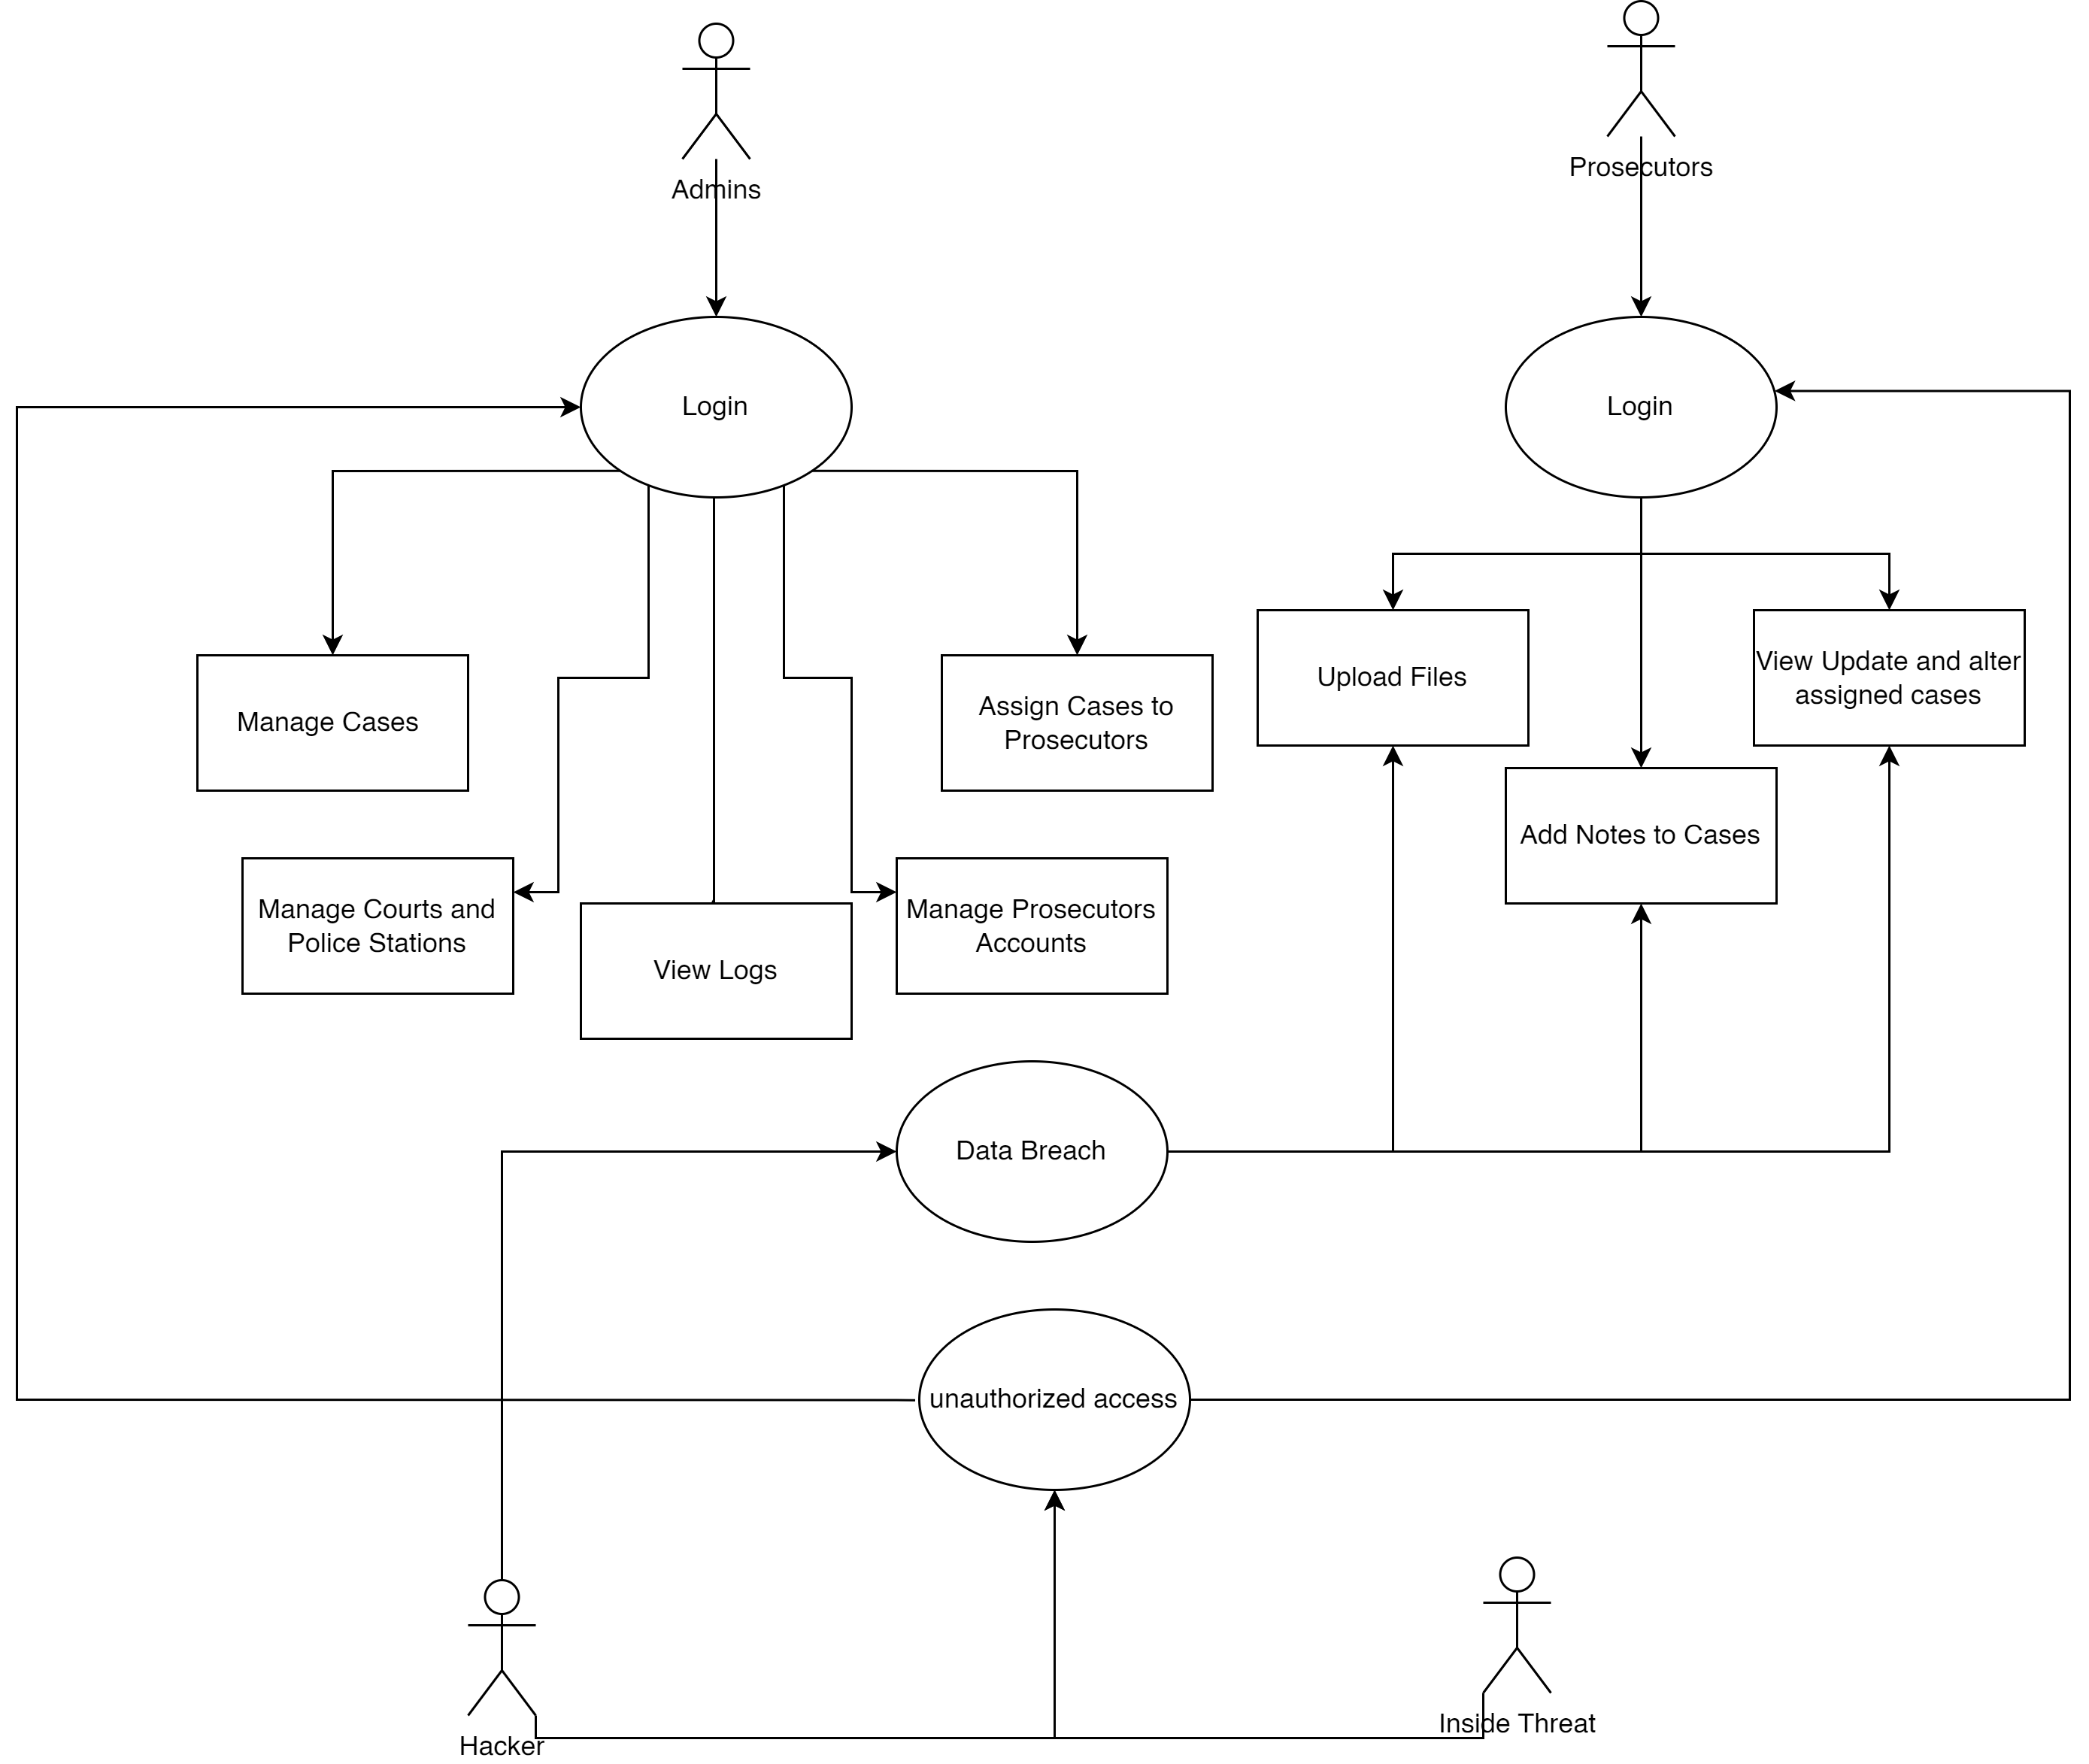 Prosecutors
Admins
Login
Login
Manage Cases
Assign Cases to
Prosecutors
Upload Files
View Update and alter
assigned cases
Add Notes to Cases
Manage Courts and
Police Stations
View Logs
Manage Prosecutors
Accounts
Data Breach
unauthorized access
Hacker
Inside Threat